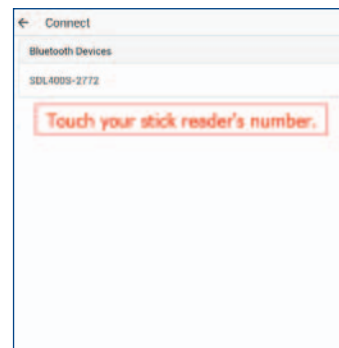 ← Connect
Bluetooth Devices
SDL400S-2772
Touch your stick reader's number.